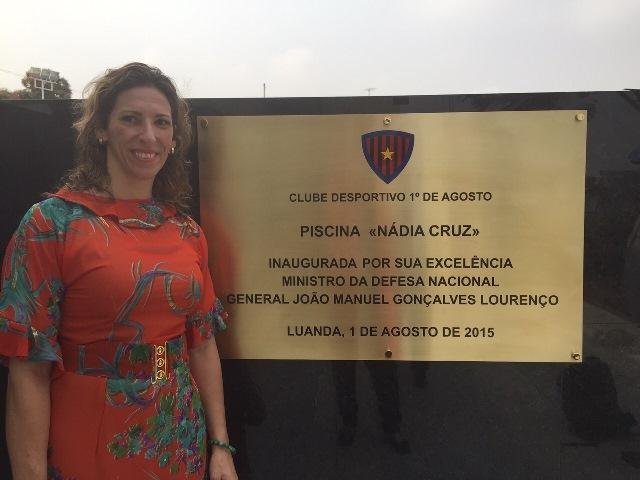 CLUBE DESPORTIVO 1º DE AGOSTO
PISCINA «NÁDIA CRUZ»
INAUGURADA POR SUA EXCELÊNCIA
MINISTRO DA DEFESA NACIONAL
GENERAL JOÃO MANUEL GONÇALVES LOURENÇO
LUANDA, 1 DE AGOSTO DE 2015